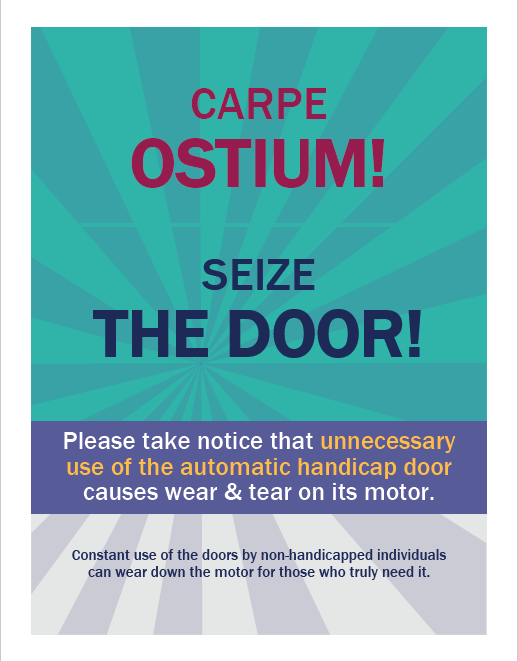 CARPE
OSTIUM!
SEIZE
THE DOOR!
Please take notice that unnecessary
use of the automatic handicap door
causes wear & tear on its motor.
Constant use of the doors by non-handicapped individuals
can wear down the motor for those who truly need it.